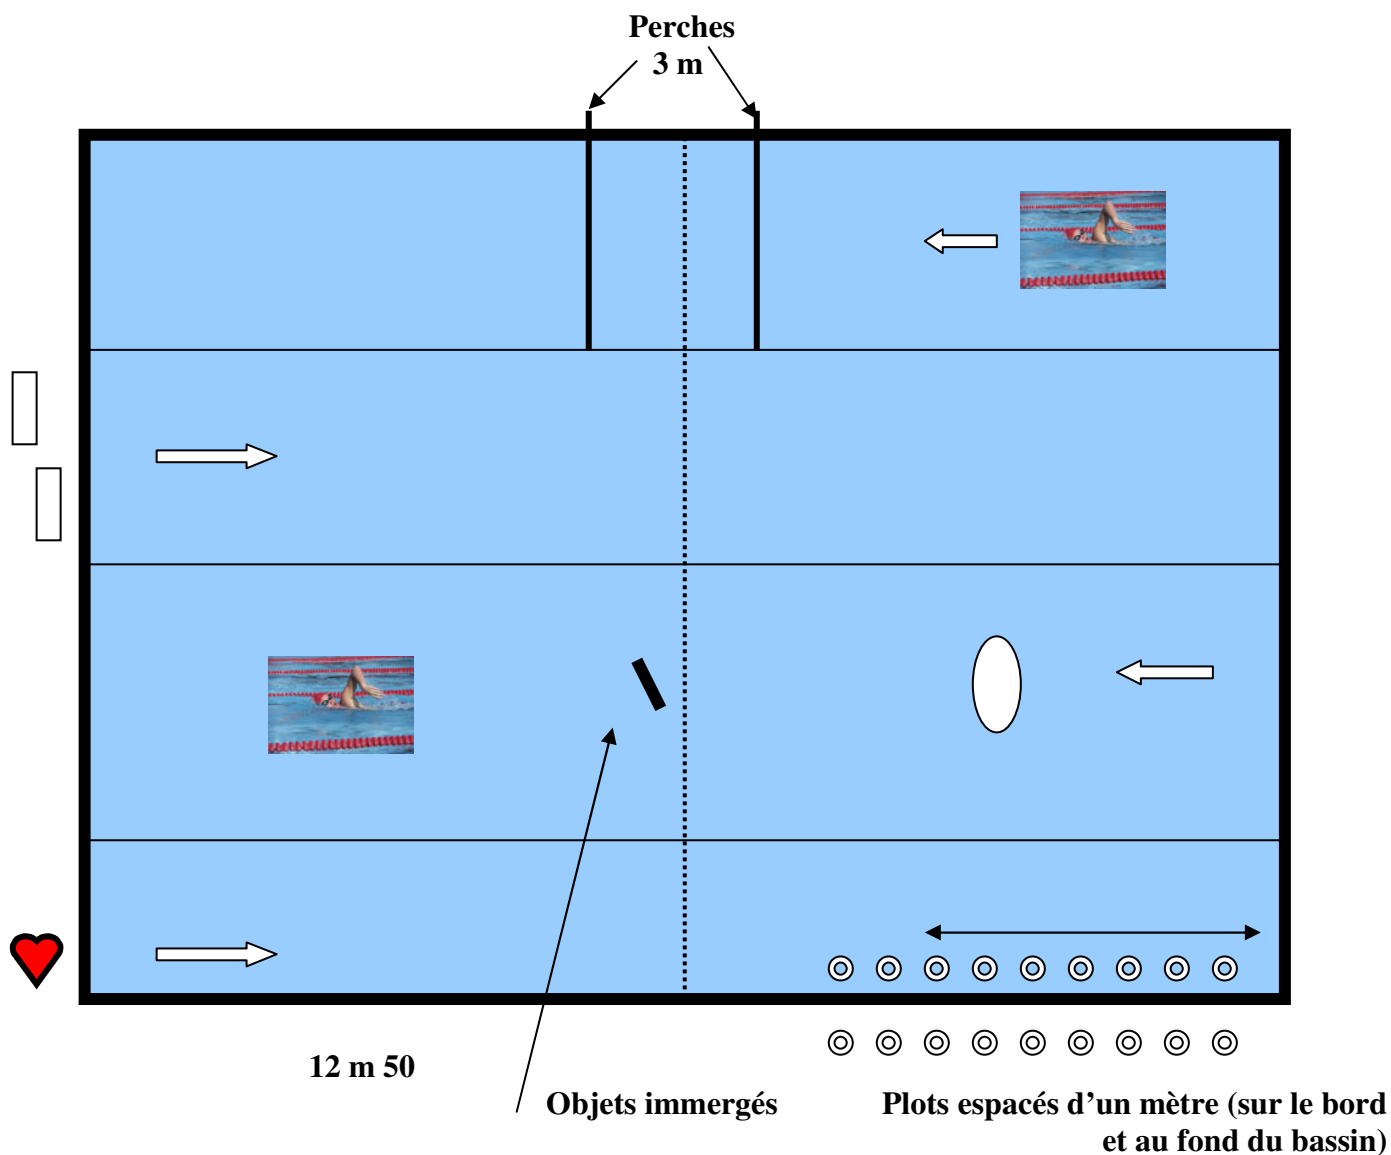 Perches
3 m
12 m 50
Objets immergés
Plots espacés d’un mètre (sur le bord
et au fond du bassin)